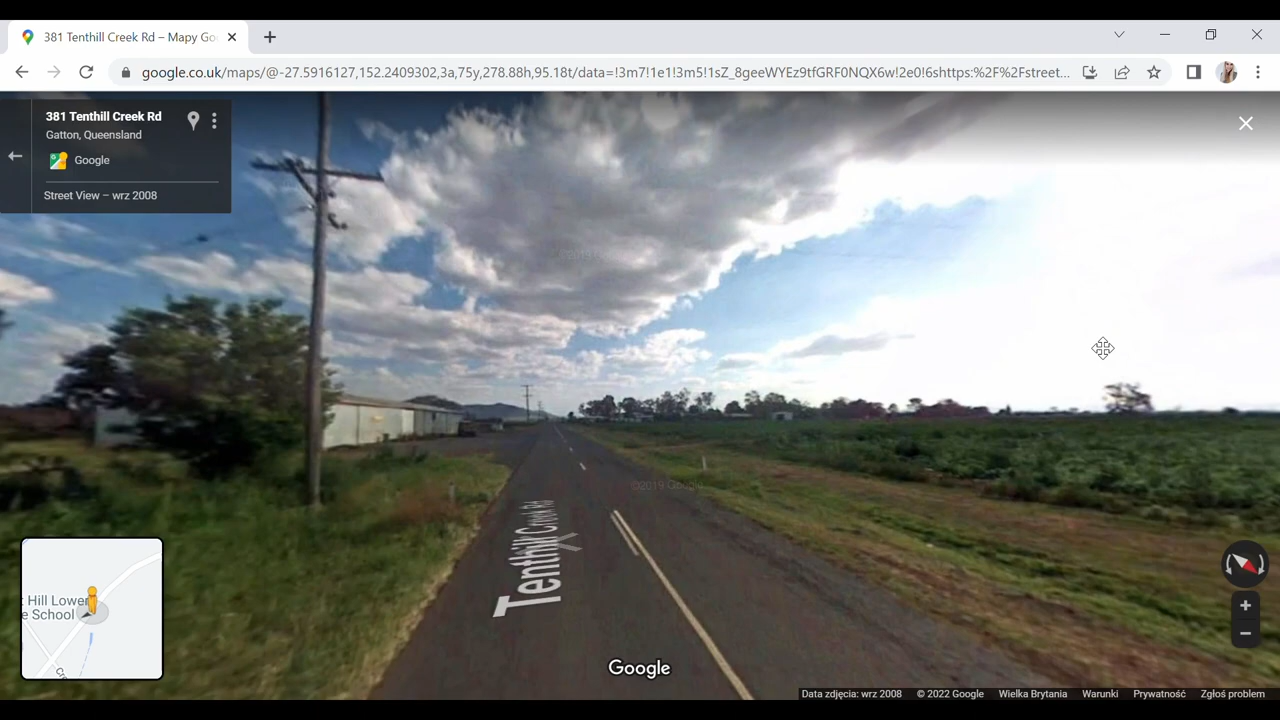 381 Tenthill Creek Rd – Mapy Go
google.co.uk/maps/@-27.5916127,152.2409302,3a,75y,278.88h,95.18t/data=!3m7!1e1!3m5!1sZ_8geeWYEz9tfGRF0NQX6w!2e0!6shttps:%2F%2Fstreet...
381 Tenthill Creek Rd
Gatton, Queensland
Google
Street View – wrz 2008
©2019 Google
Tenthill Creek Rd
Hill Lower
e School
Google
Data zdjęcia: wrz 2008 © 2022 Google Wielka Brytania Warunki Prywatność Zgłoś problem